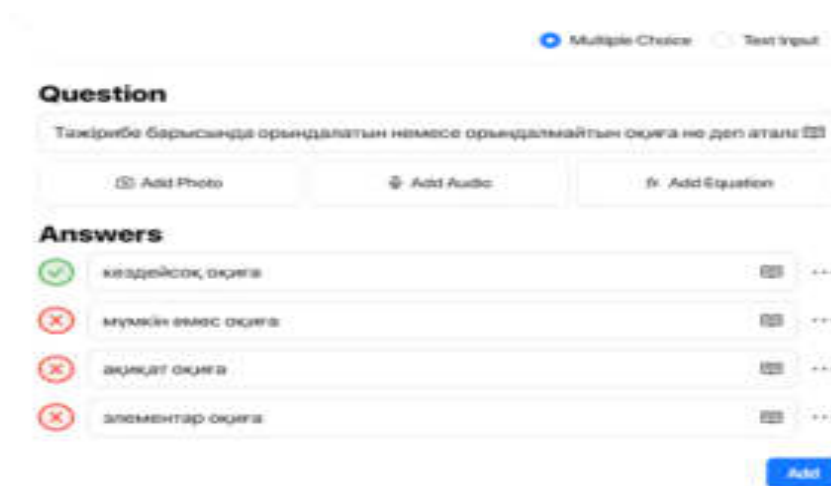 Multiple Choice Text Input
Question
Тәжірибе барысында орындалатын немесе орындалмайтын оқиға не деп атала
Add Photo Add Audio fx Add Equation
Answers
кездейсоқ оқиға
мүмкін емес оқиға
ақиқат оқиға
элементар оқиға
Add